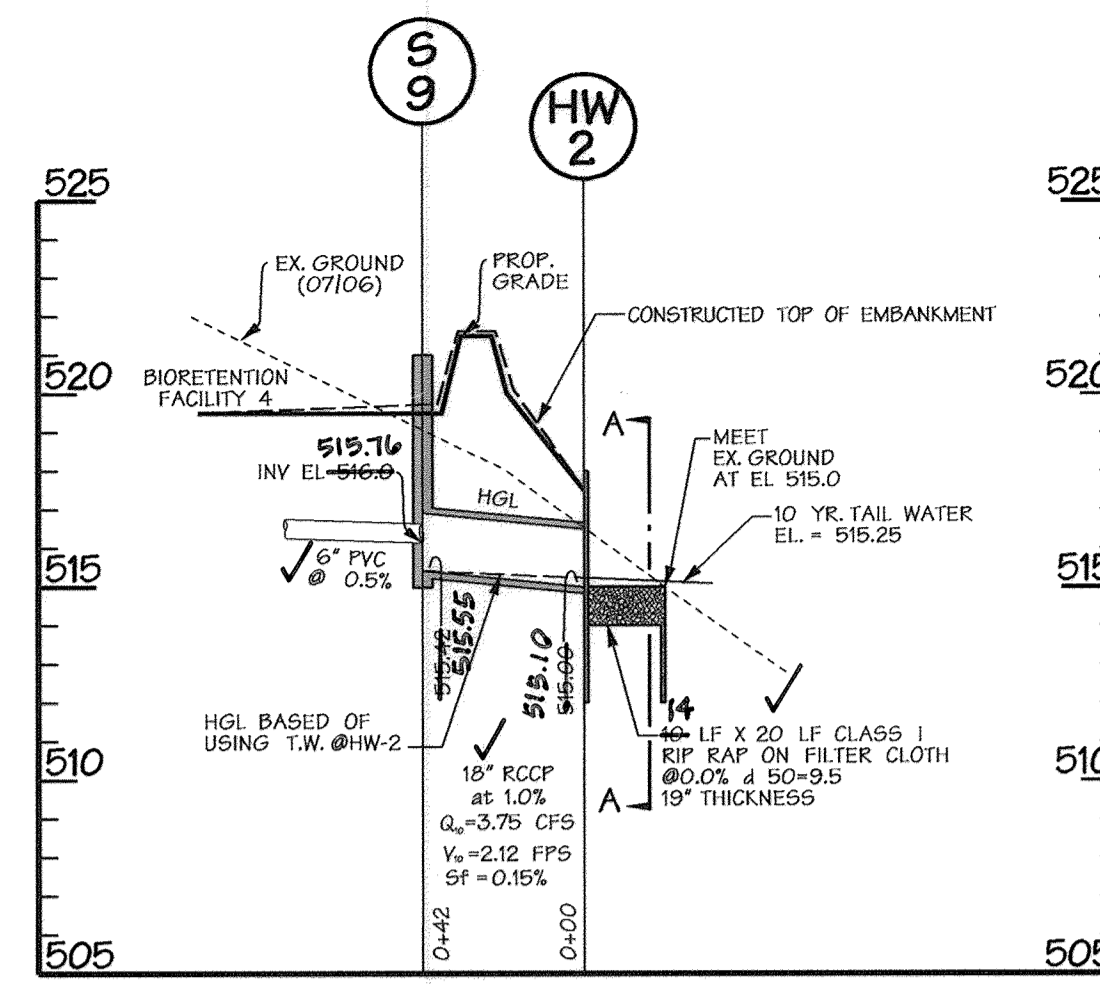 S
9
HW
2
525
525
EX. GROUND
(07/06)
PROP.
GRADE
CONSTRUCTED TOP OF EMBANKMENT
520
520
BIORETENTION
FACILITY 4
A
MEET
EX. GROUND
AT EL 515.0
515.76
INV EL 516.0
HGL
10 YR. TAIL WATER
EL. = 515.25
6" PVC
@ 0.5%
515
515
515.42
515.55
515.10
515.00
HGL BASED OF
USING T.W. @HW-2
14
10 LF X 20 LF CLASS I
RIP RAP ON FILTER CLOTH
@0.0% d 50=9.5
19" THICKNESS
A
510
510
18" RCCP
at 1.0%
Q10=3.75 CFS
V10=2.12 FPS
Sf =0.15%
0+42
0+00
505
505